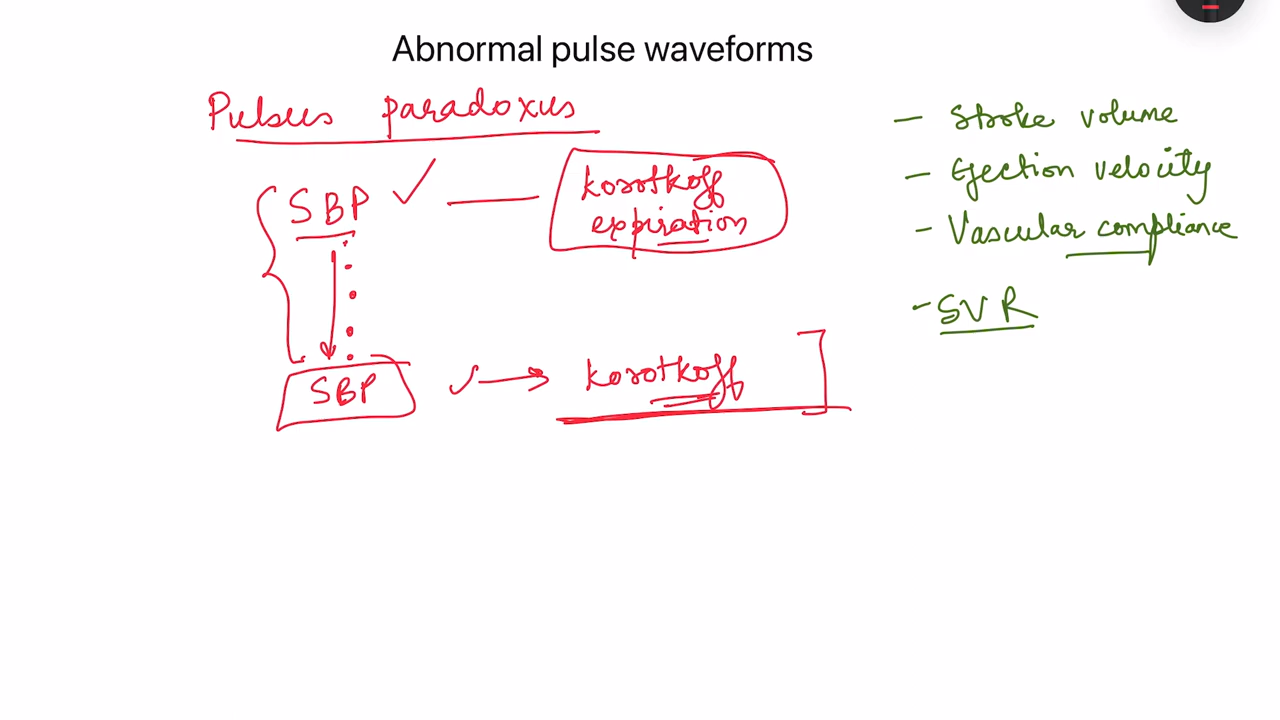 Abnormal pulse waveforms
Pulsus paradoxus
SBP
korotkoff
expiration
SBP
korotkoff
- Stroke volume
- Ejection velocity
- Vascular compliance
- SVR